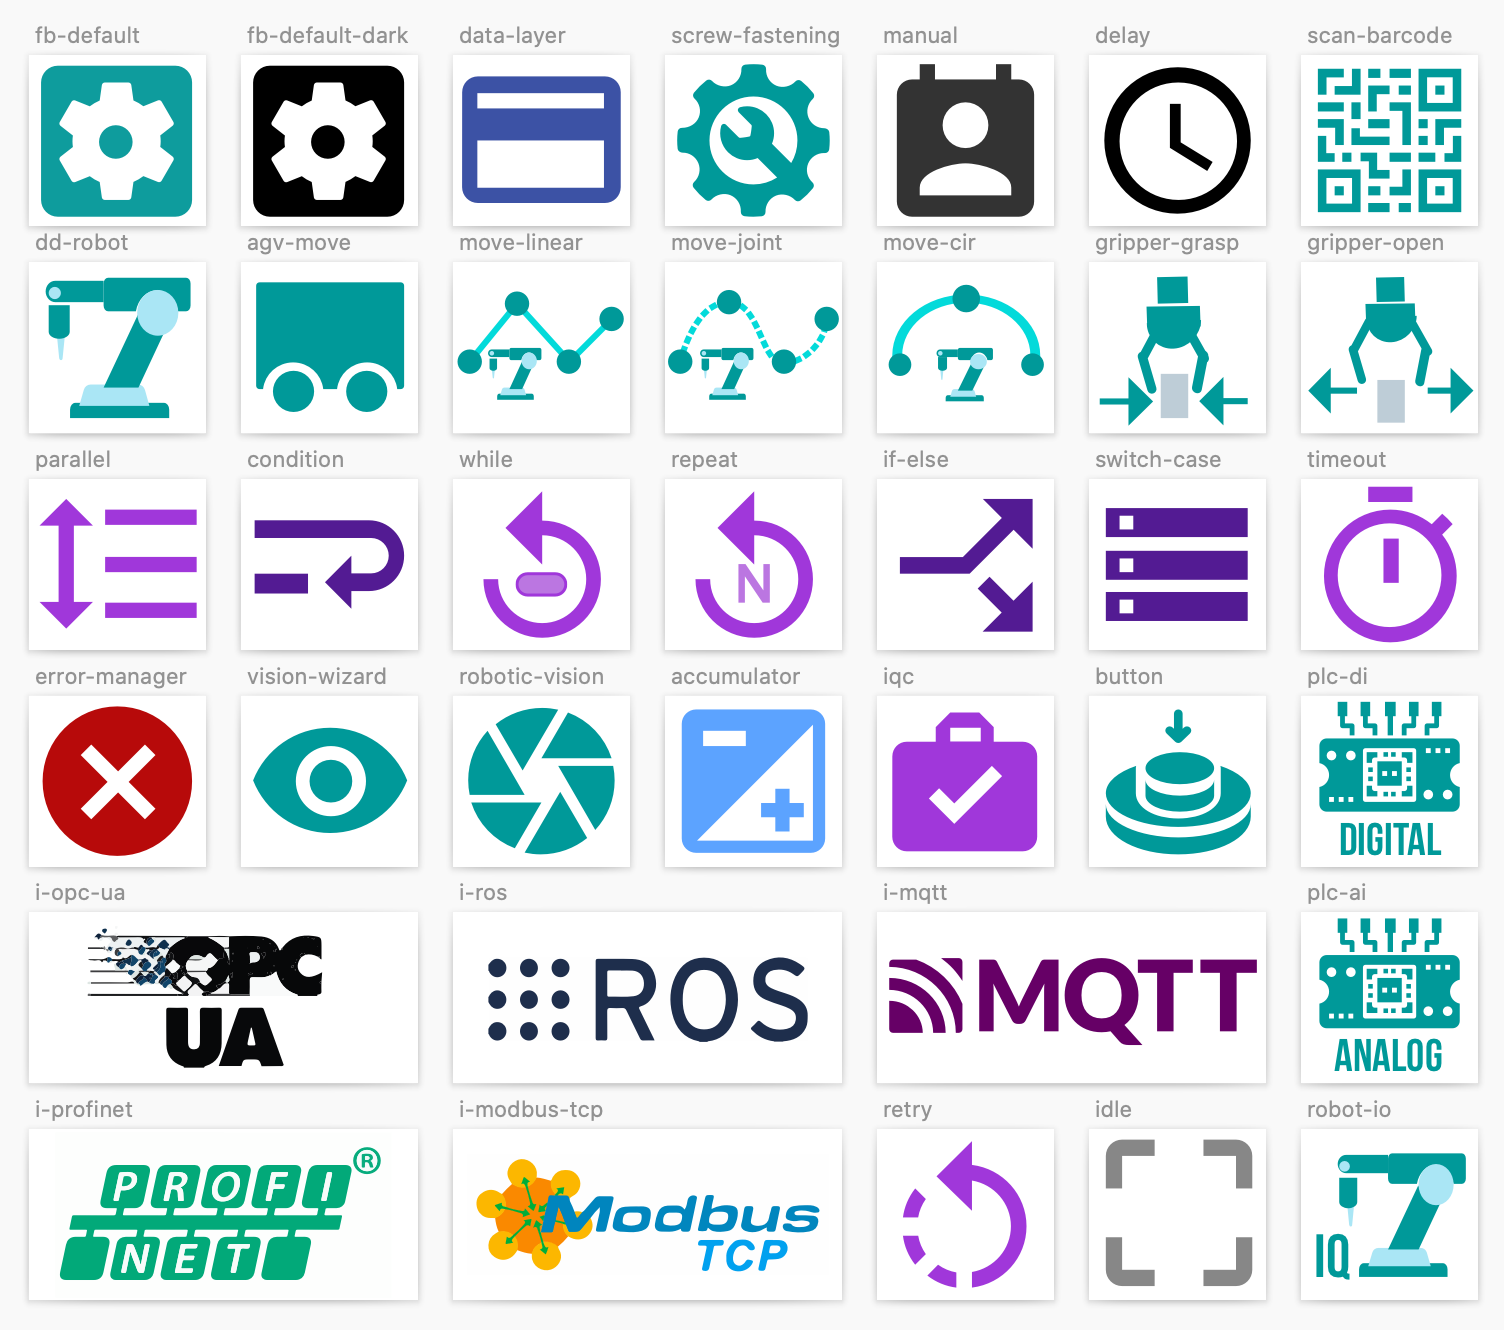 fb-default
fb-default-dark
data-layer
screw-fastening
manual
delay
scan-barcode
dd-robot
agv-move
move-linear
move-joint
move-cir
gripper-grasp
gripper-open
parallel
condition
while
repeat
if-else
switch-case
timeout
N
error-manager
vision-wizard
robotic-vision
accumulator
iqc
button
plc-di
DIGITAL
i-opc-ua
i-ros
i-mqtt
plc-ai
OPC
UA
ROS
MQTT
ANALOG
i-profinet
i-modbus-tcp
retry
idle
robot-io
PROFI®
NET
Modbus
TCP
IQ